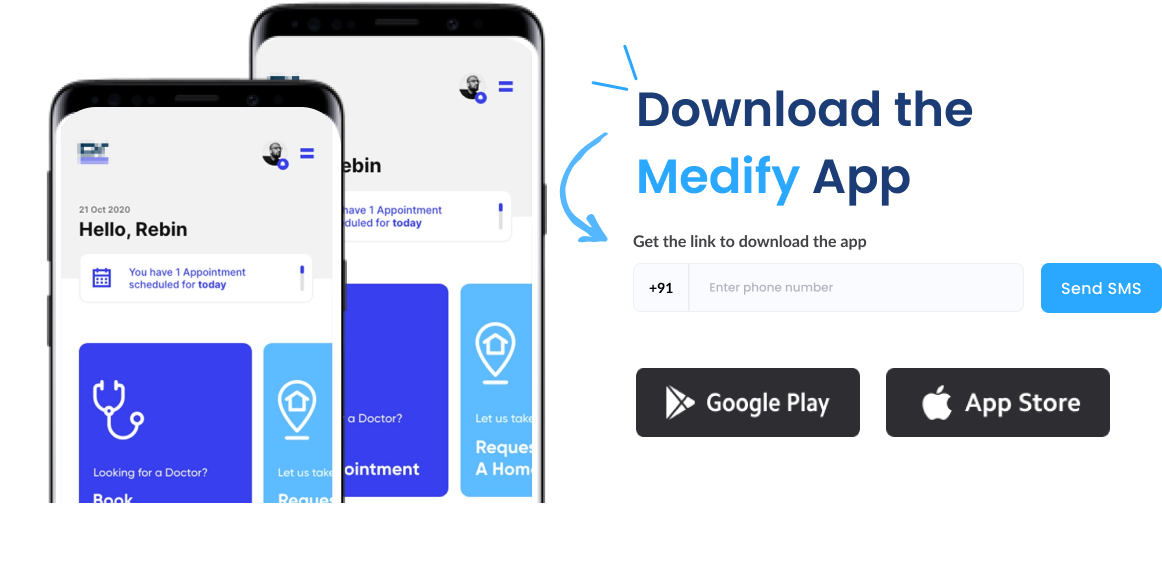 21 Oct 2020
Hello, Rebin
You have 1 Appointment
scheduled for today
Looking for a Doctor?
Book
Let us take
Reques
ebin
have 1 Appointment
duled for today
a Doctor?
ointment
Let us take
Reques
A Home
Download the
Medify App
Get the link to download the app
+91
Enter phone number
Send SMS
Google Play
App Store